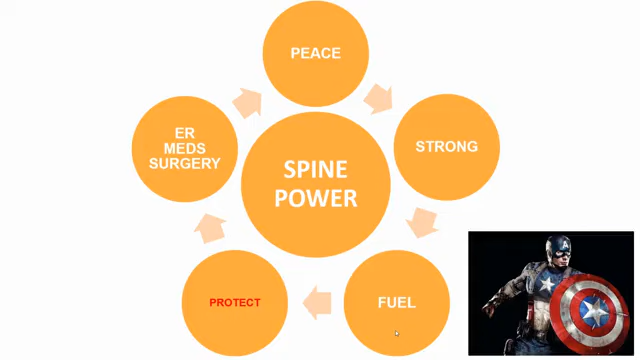 PEACE
STRONG
FUEL
PROTECT
ER
MEDS
SURGERY
SPINE
POWER
A